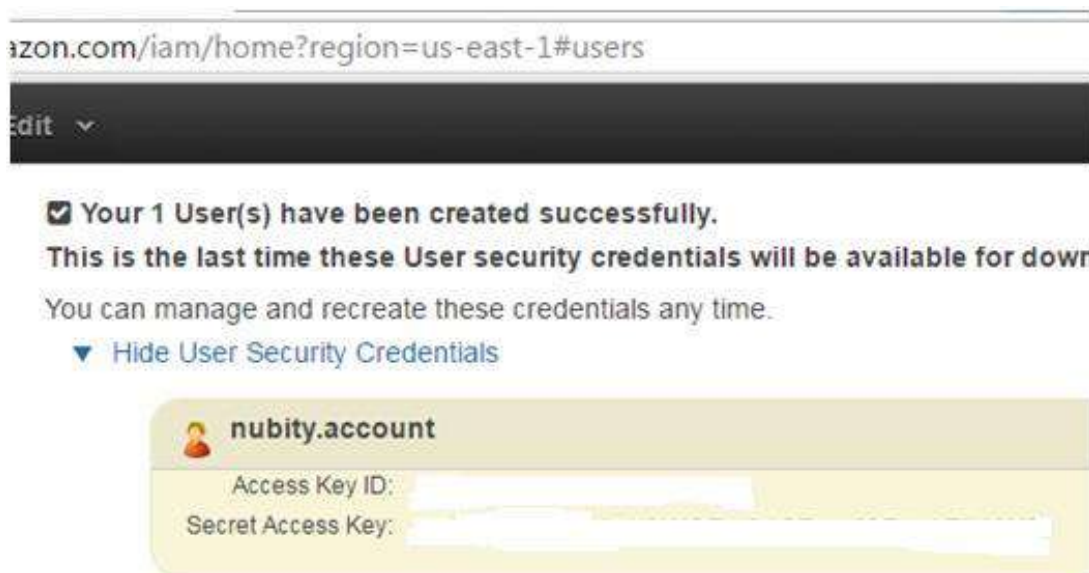 azon.com/iam/home?region=us-east-1#users
Edit
Your 1 User(s) have been created successfully.
This is the last time these User security credentials will be available for down
You can manage and recreate these credentials any time.
Hide User Security Credentials
nubity.account
Access Key ID:
Secret Access Key: